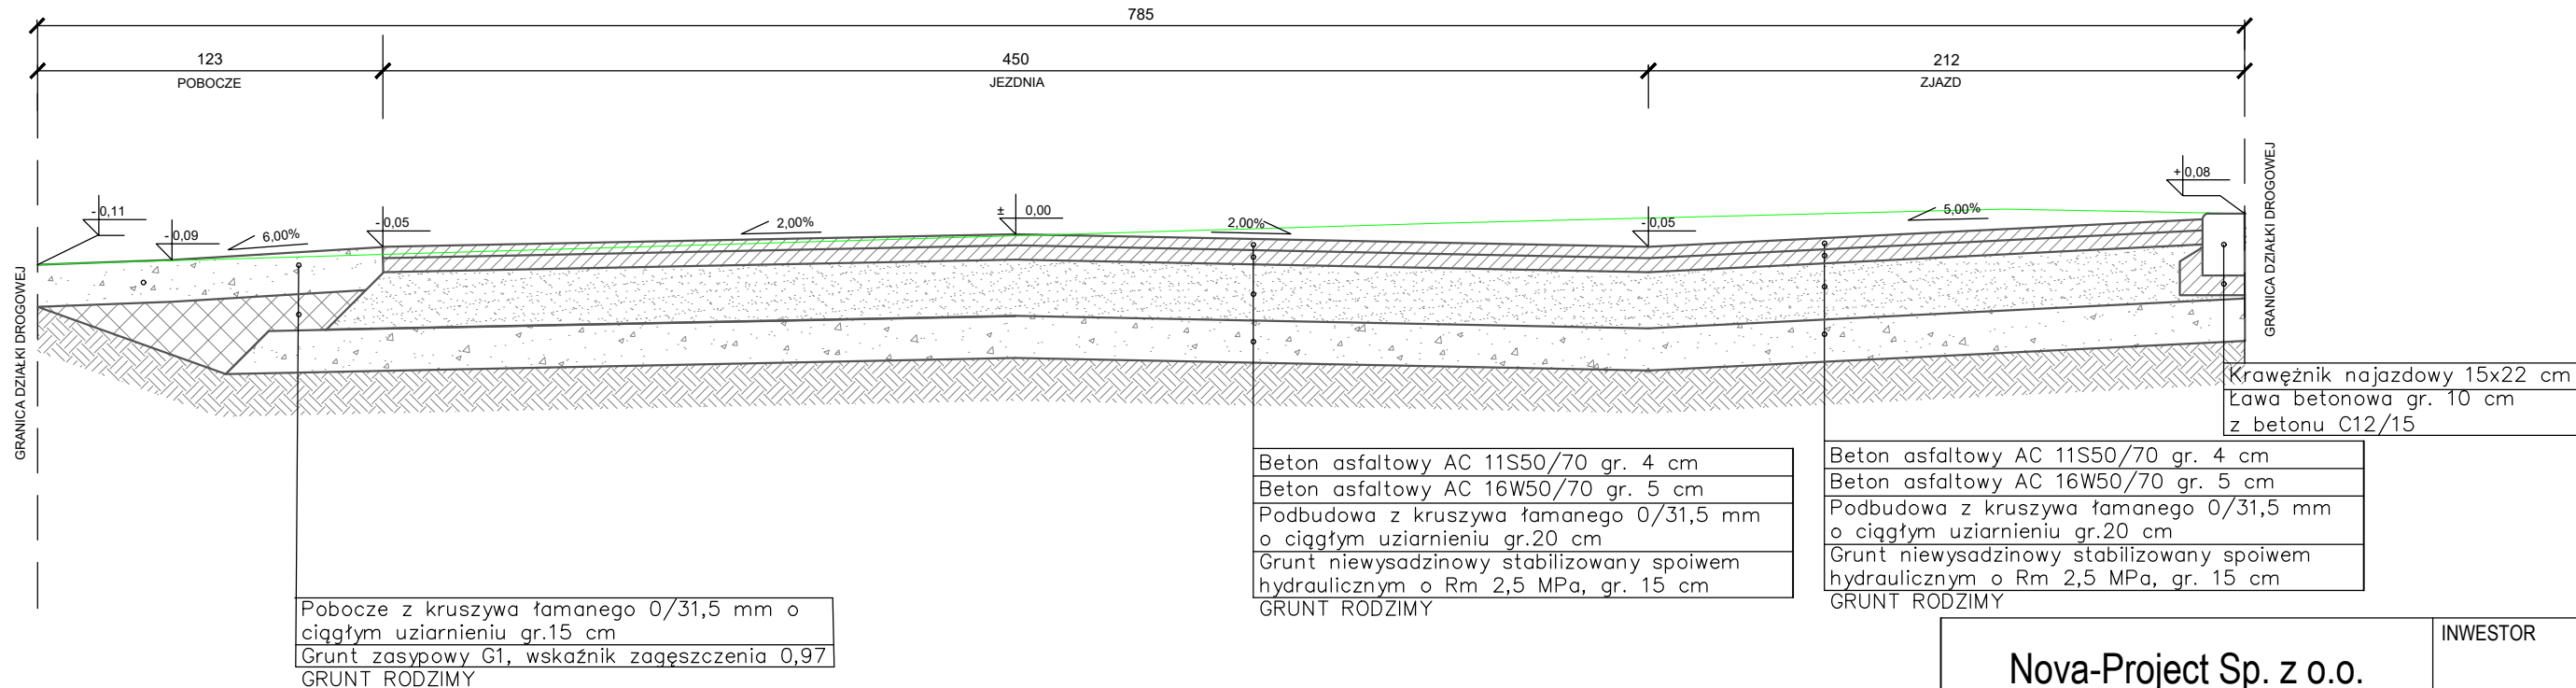 785
123
450
212
POBOCZE
JEZDNIA
ZJAZD
GRANICA DZIAŁKI DROGOWEJ
- 0,11
- 0,09
6,00%
- 0,05
2,00%
± 0,00
2,00%
- 0,05
5,00%
+ 0,08
GRANICA DZIAŁKI DROGOWEJ
Krawężnik najazdowy 15x22 cm
Ława betonowa gr. 10 cm
z betonu C12/15
Beton asfaltowy AC 11S50/70 gr. 4 cm
Beton asfaltowy AC 16W50/70 gr. 5 cm
Podbudowa z kruszywa łamanego 0/31,5 mm
o ciągłym uziarnieniu gr.20 cm
Grunt niewysadzinowy stabilizowany spoiwem
hydraulicznym o Rm 2,5 MPa, gr. 15 cm
GRUNT RODZIMY
Beton asfaltowy AC 11S50/70 gr. 4 cm
Beton asfaltowy AC 16W50/70 gr. 5 cm
Podbudowa z kruszywa łamanego 0/31,5 mm
o ciągłym uziarnieniu gr.20 cm
Grunt niewysadzinowy stabilizowany spoiwem
hydraulicznym o Rm 2,5 MPa, gr. 15 cm
GRUNT RODZIMY
Pobocze z kruszywa łamanego 0/31,5 mm o
ciągłym uziarnieniu gr.15 cm
Grunt zasypowy G1, wskaźnik zagęszczenia 0,97
GRUNT RODZIMY
Nova-Project Sp. z o.o.
INWESTOR